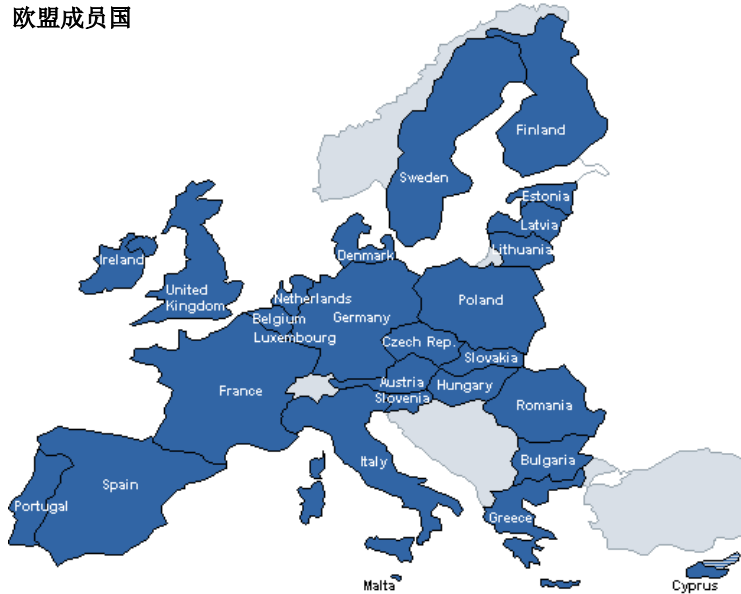 欧盟成员国
Finland
Sweden
Estonia
Latvia
Lithuania
Denmark
Ireland
United
Kingdom
Netherlands
Belgium
Luxembourg
Germany
Poland
Czech Rep.
Slovakia
Austria
Hungary
Slovenia
France
Romania
Italy
Bulgaria
Spain
Portugal
Greece
Malta
Cyprus